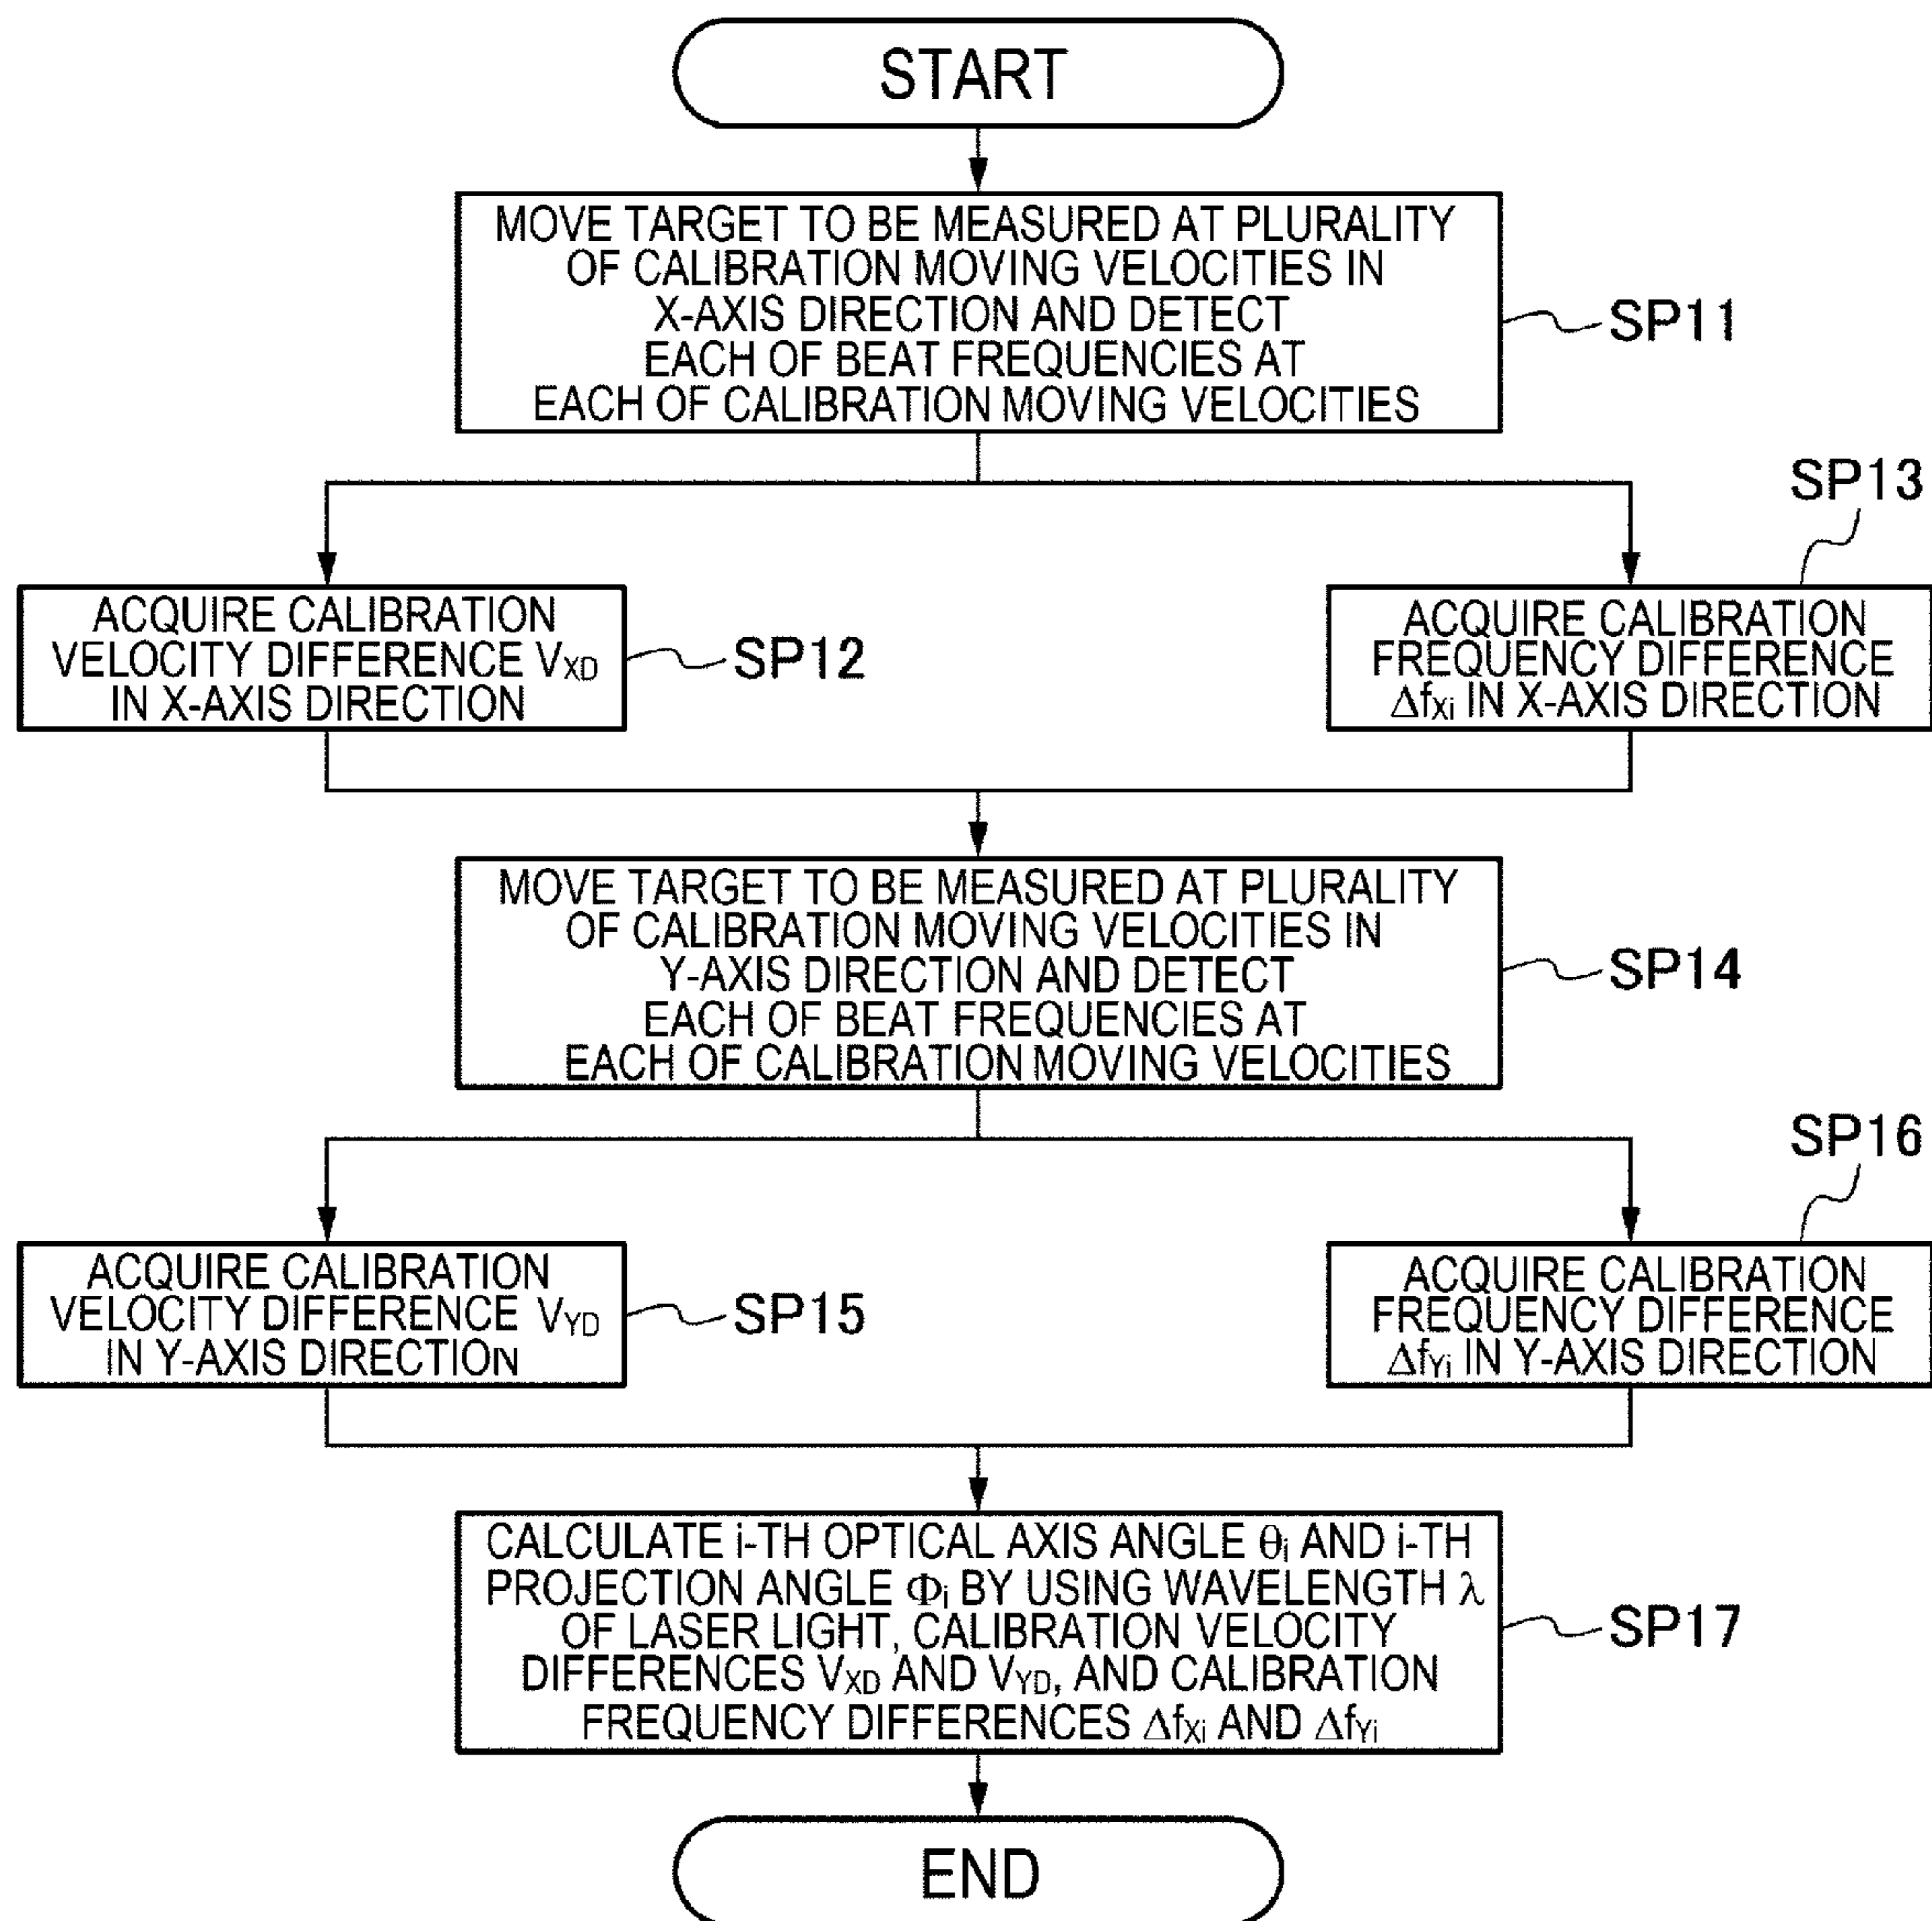 START
MOVE TARGET TO BE MEASURED AT PLURALITY
OF CALIBRATION MOVING VELOCITIES IN
X-AXIS DIRECTION AND DETECT
EACH OF BEAT FREQUENCIES AT
EACH OF CALIBRATION MOVING VELOCITIES
SP11
ACQUIRE CALIBRATION
VELOCITY DIFFERENCE VXD
IN X-AXIS DIRECTION
SP12
SP13
ACQUIRE CALIBRATION
FREQUENCY DIFFERENCE
ΔfXi IN X-AXIS DIRECTION
MOVE TARGET TO BE MEASURED AT PLURALITY
OF CALIBRATION MOVING VELOCITIES IN
Y-AXIS DIRECTION AND DETECT
EACH OF BEAT FREQUENCIES AT
EACH OF CALIBRATION MOVING VELOCITIES
SP14
ACQUIRE CALIBRATION
VELOCITY DIFFERENCE VYD
IN Y-AXIS DIRECTION
SP15
SP16
ACQUIRE CALIBRATION
FREQUENCY DIFFERENCE
ΔfYi IN Y-AXIS DIRECTION
CALCULATE i-TH OPTICAL AXIS ANGLE θi AND i-TH
PROJECTION ANGLE Φi BY USING WAVELENGTH λ
OF LASER LIGHT, CALIBRATION VELOCITY
DIFFERENCES VXD AND VYD, AND CALIBRATION
FREQUENCY DIFFERENCES ΔfXi AND ΔfYi
SP17
END